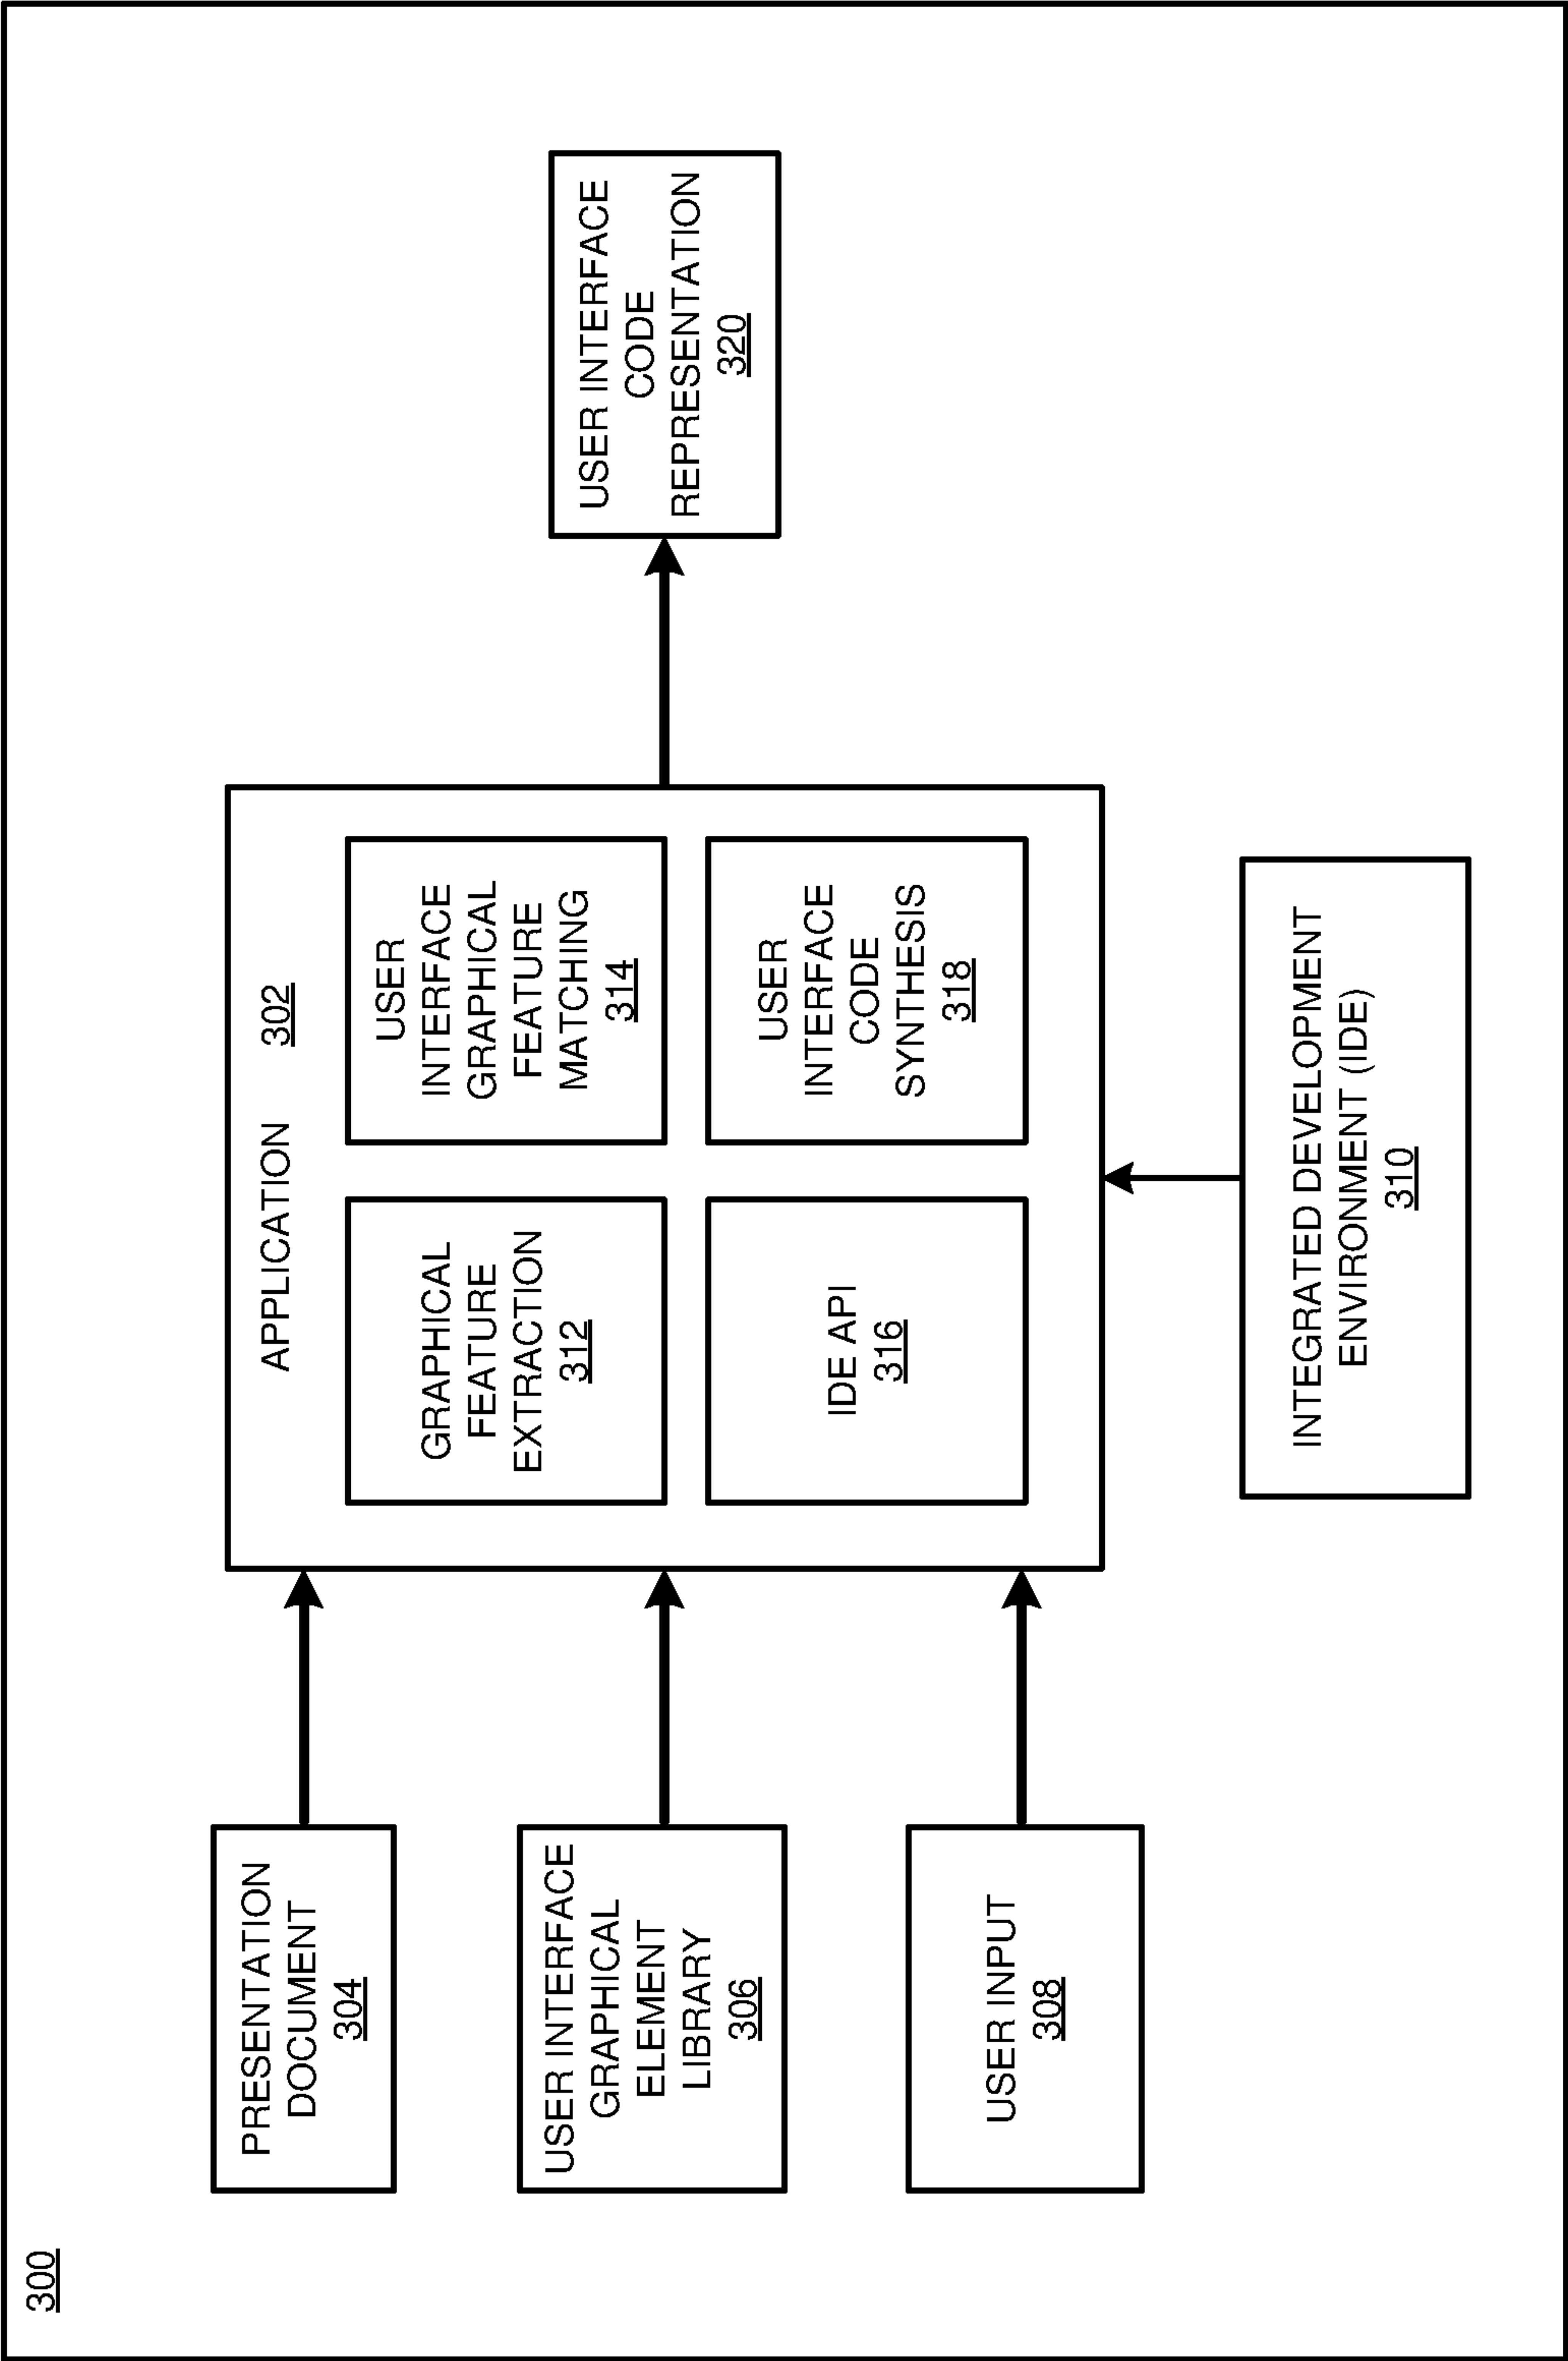 300
PRESENTATION
DOCUMENT
304
USER INTERFACE
GRAPHICAL
ELEMENT
LIBRARY
306
USER INPUT
308
APPLICATION 302
GRAPHICAL
FEATURE
EXTRACTION
312
USER
INTERFACE
GRAPHICAL
FEATURE
MATCHING
314
IDE API
316
USER
INTERFACE
CODE
SYNTHESIS
318
INTEGRATED DEVELOPMENT
ENVIRONMENT (IDE)
310
USER INTERFACE
CODE
REPRESENTATION
320